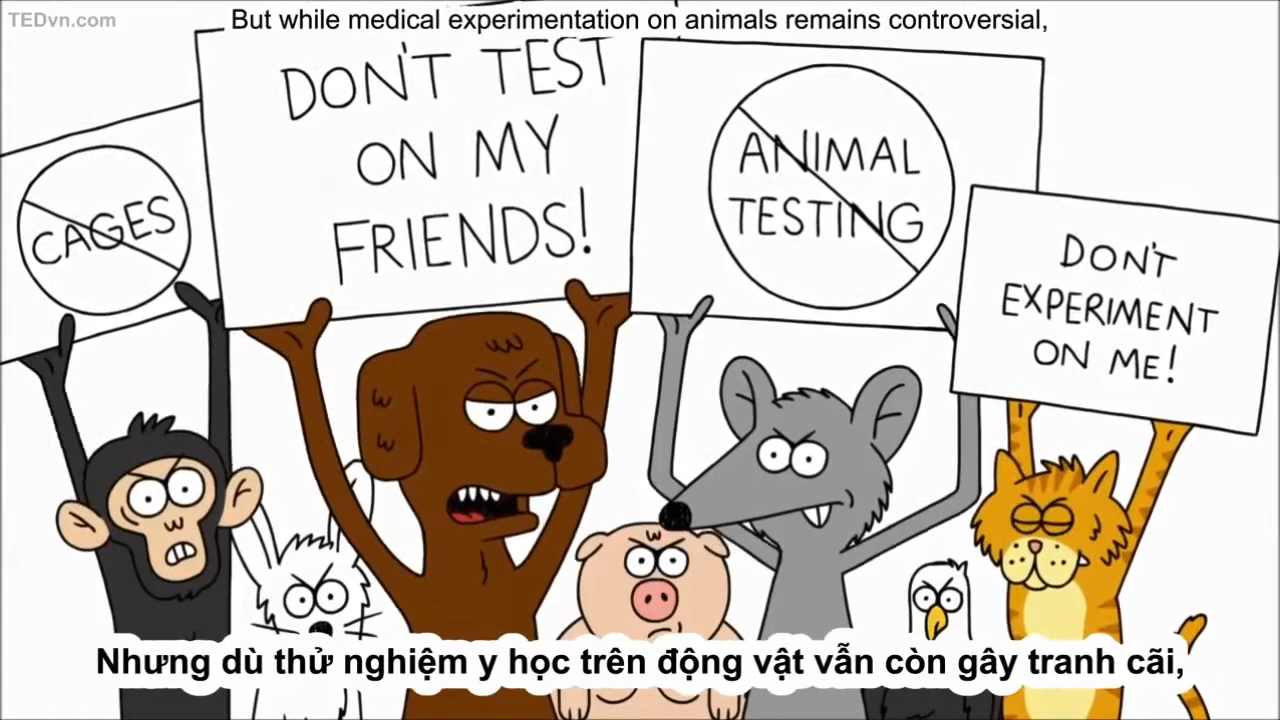 TEDvn.com
But while medical experimentation on animals remains controversial,
CAGES
DON'T TEST
ON MY
FRIENDS!
ANIMAL
TESTING
DON'T
EXPERIMENT
ON ME!
Nhưng dù thử nghiệm y học trên động vật vẫn còn gây tranh cãi,